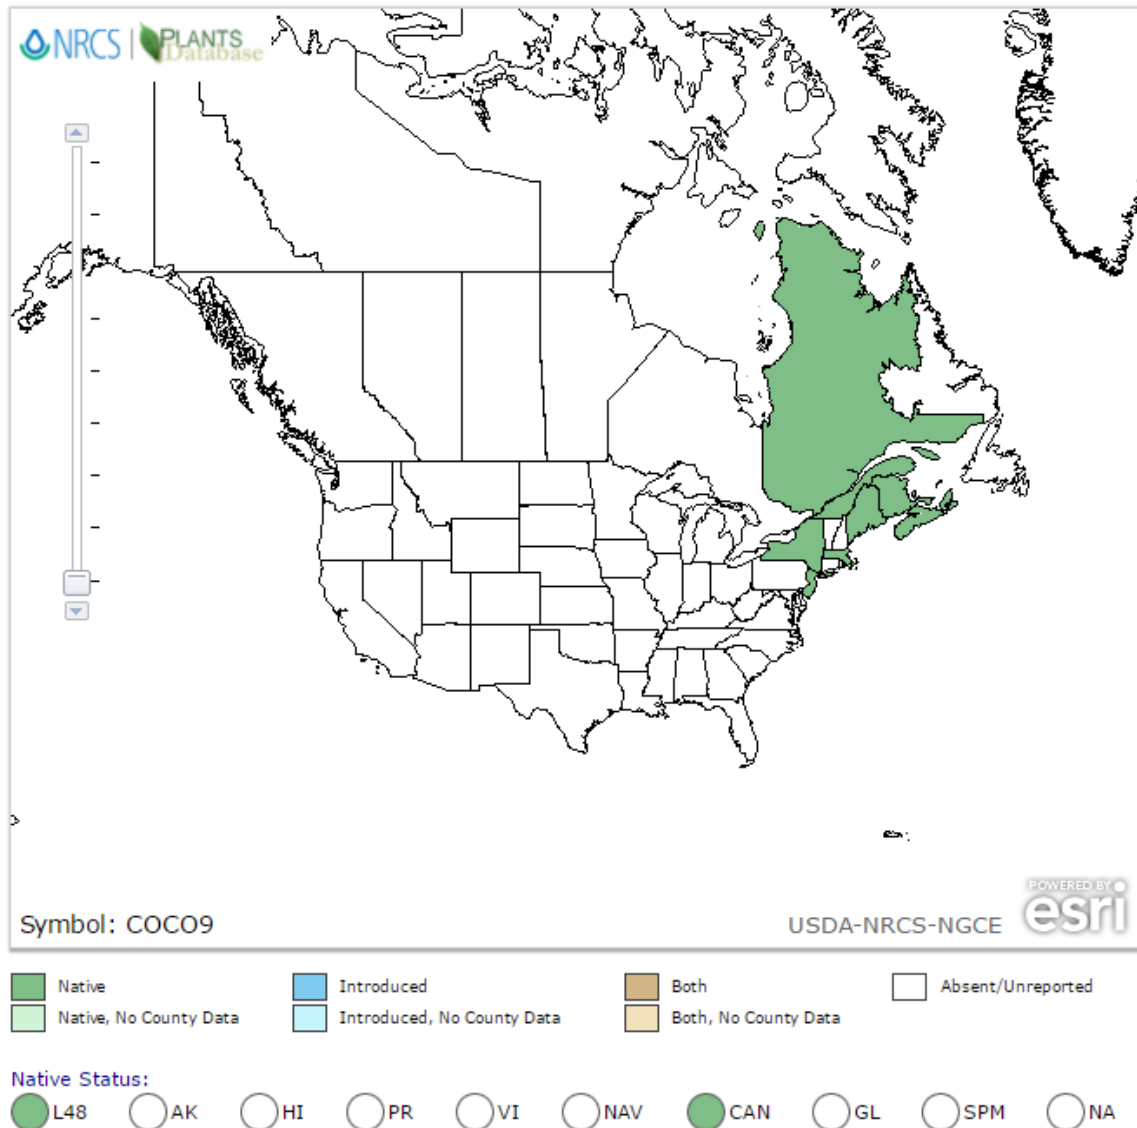 NRCS | PLANTS
Database
POWERED BY
esri
Symbol: COCO9
USDA-NRCS-NGCE
Native
Introduced
Both
Absent/Unreported
Native, No County Data
Introduced, No County Data
Both, No County Data
Native Status:
L48 AK HI PR VI NAV CAN GL SPM NA